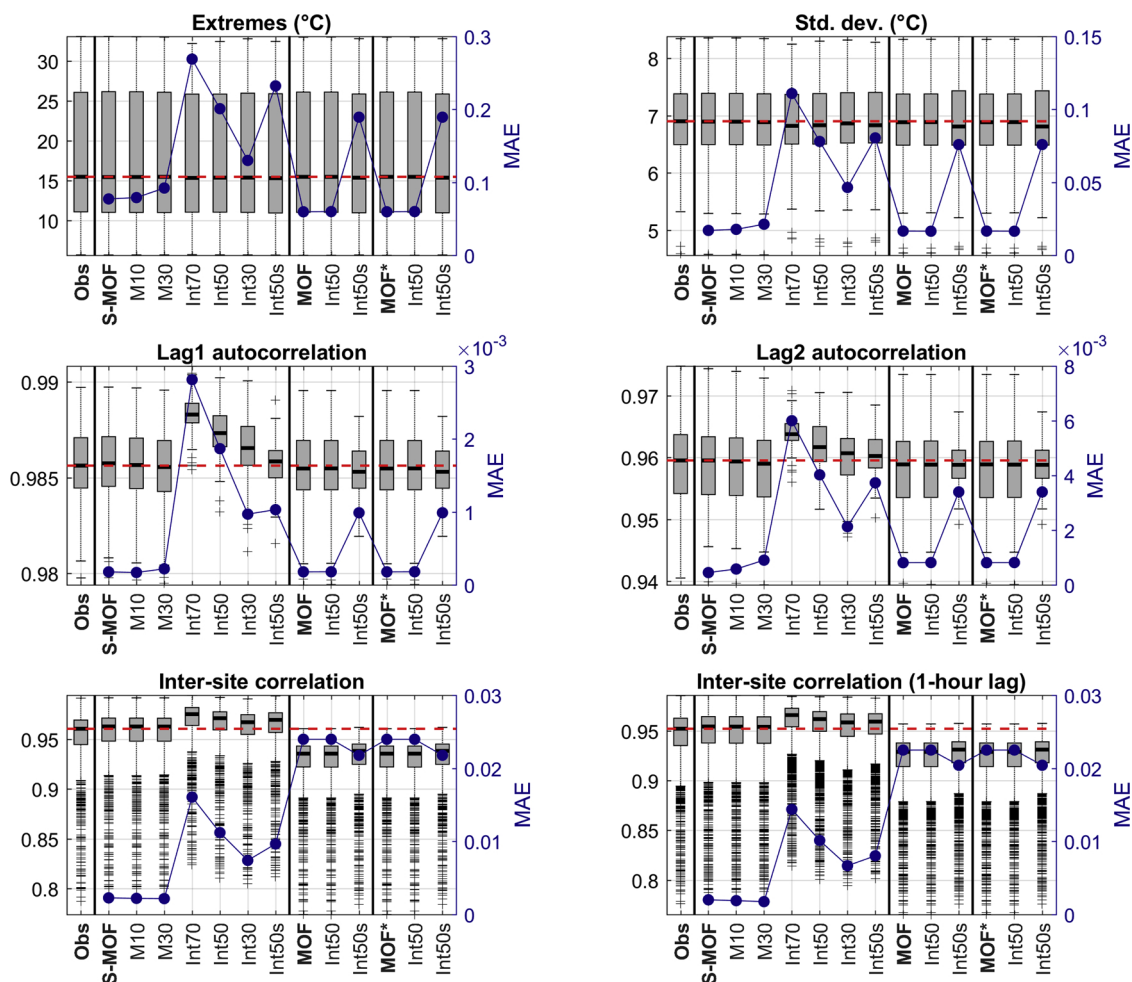 Extremes (°C)
30
25
20
15
10
0.3
0.2
0.1
0
MAE
Obs
S-MOF
M10
M30
Int70
Int50
Int30
Int50s
MOF
Int50
Int50s
MOF*
Int50
Int50s
Std. dev. (°C)
8
7
6
5
0.15
0.1
0.05
0
MAE
Obs
S-MOF
M10
M30
Int70
Int50
Int30
Int50s
MOF
Int50
Int50s
MOF*
Int50
Int50s
Lag1 autocorrelation
×10⁻³
0.99
0.985
0.98
3
2
1
0
MAE
Obs
S-MOF
M10
M30
Int70
Int50
Int30
Int50s
MOF
Int50
Int50s
MOF*
Int50
Int50s
Lag2 autocorrelation
×10⁻³
0.97
0.96
0.95
0.94
8
6
4
2
0
MAE
Obs
S-MOF
M10
M30
Int70
Int50
Int30
Int50s
MOF
Int50
Int50s
MOF*
Int50
Int50s
Inter-site correlation
0.95
0.9
0.85
0.8
0.03
0.02
0.01
0
MAE
Obs
S-MOF
M10
M30
Int70
Int50
Int30
Int50s
MOF
Int50
Int50s
MOF*
Int50
Int50s
Inter-site correlation (1-hour lag)
0.95
0.9
0.85
0.8
0.03
0.02
0.01
0
MAE
Obs
S-MOF
M10
M30
Int70
Int50
Int30
Int50s
MOF
Int50
Int50s
MOF*
Int50
Int50s